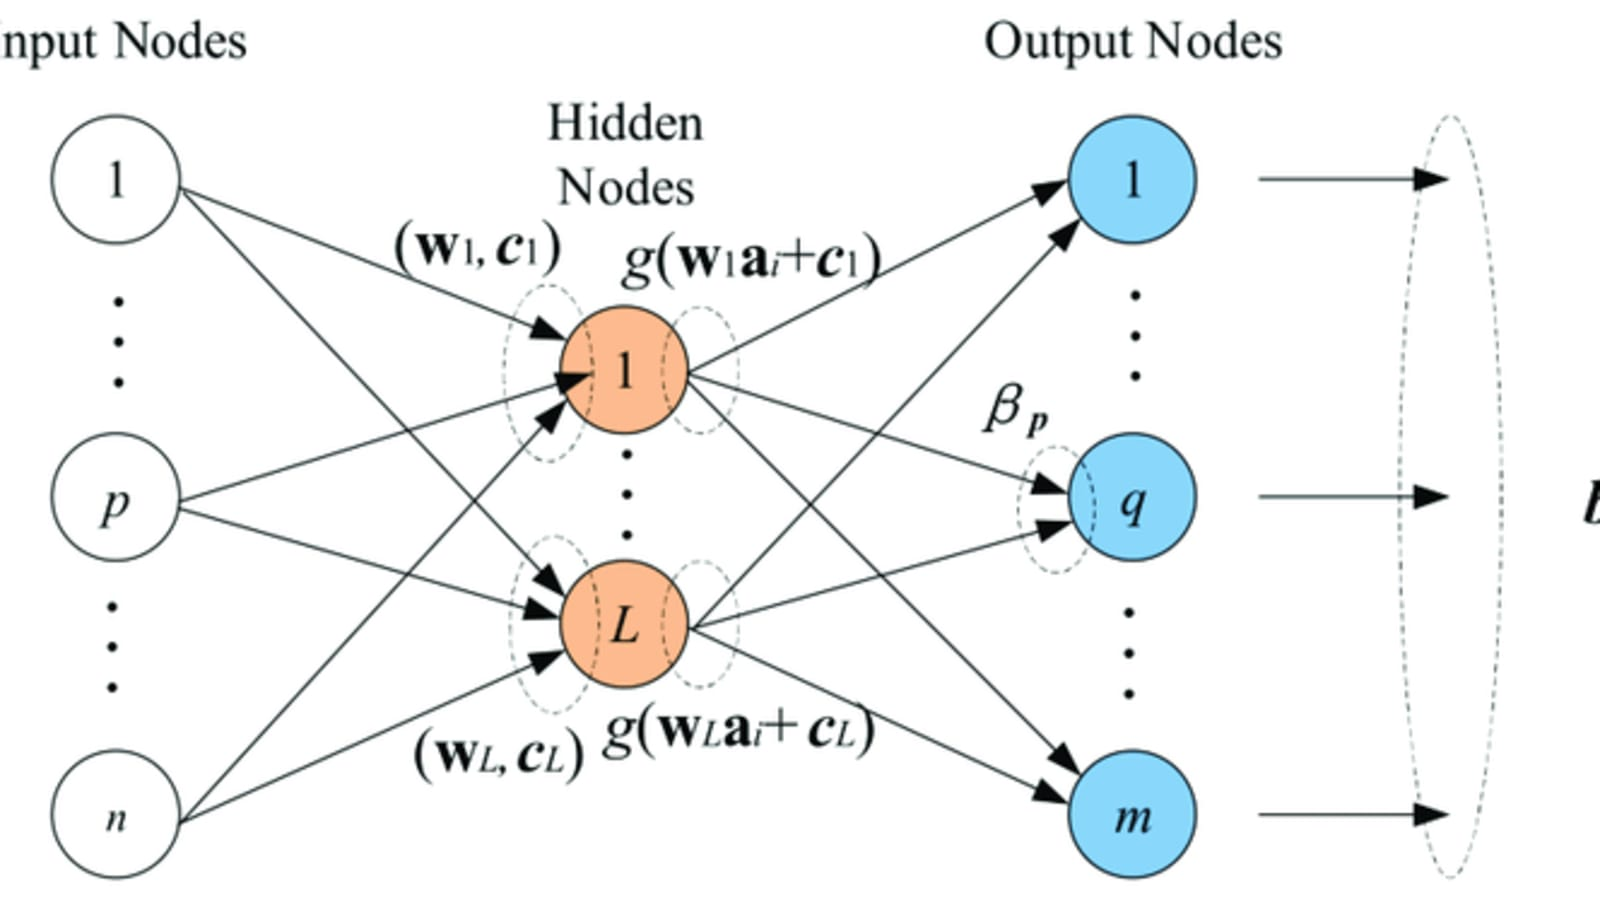 nput Nodes
Output Nodes
Hidden
Nodes
1
1
(w1, c1)
g(w1ai+c1)
1
βp
p
q
L
(wL, cL)
g(wLai+cL)
n
m